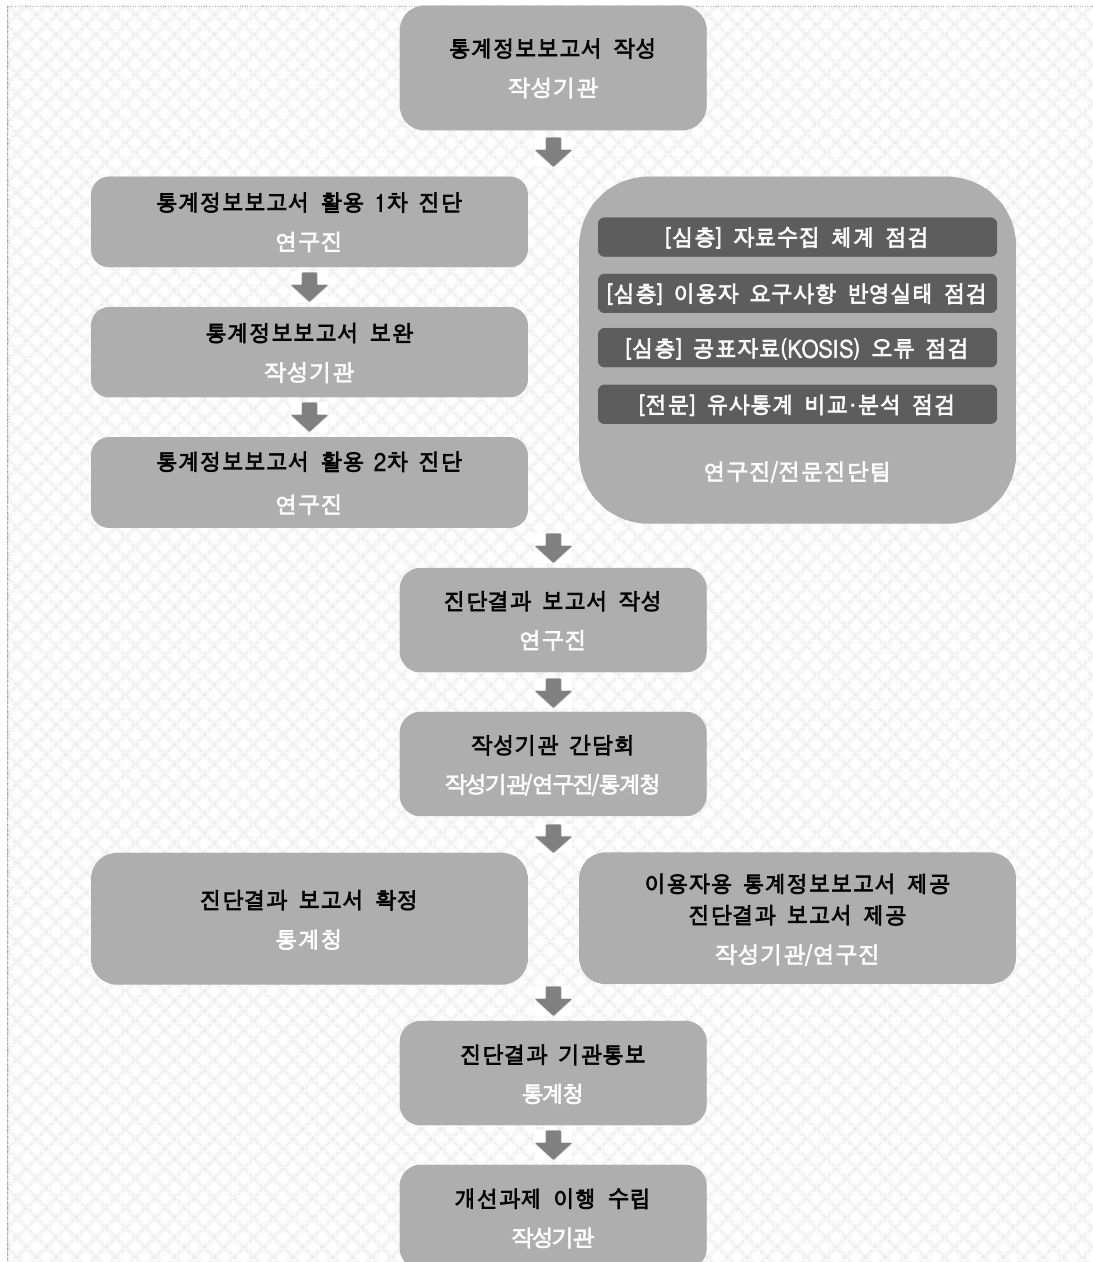 통계정보보고서 작성
작성기관
통계정보보고서 활용 1차 진단
연구진
통계정보보고서 보완
작성기관
통계정보보고서 활용 2차 진단
연구진
[심층] 자료수집 체계 점검
[심층] 이용자 요구사항 반영실태 점검
[심층] 공표자료(KOSIS) 오류 점검
[전문] 유사통계 비교·분석 점검
연구진/전문진단팀
진단결과 보고서 작성
연구진
작성기관 간담회
작성기관/연구진/통계청
진단결과 보고서 확정
통계청
이용자용 통계정보보고서 제공
진단결과 보고서 제공
작성기관/연구진
진단결과 기관통보
통계청
개선과제 이행 수립
작성기관